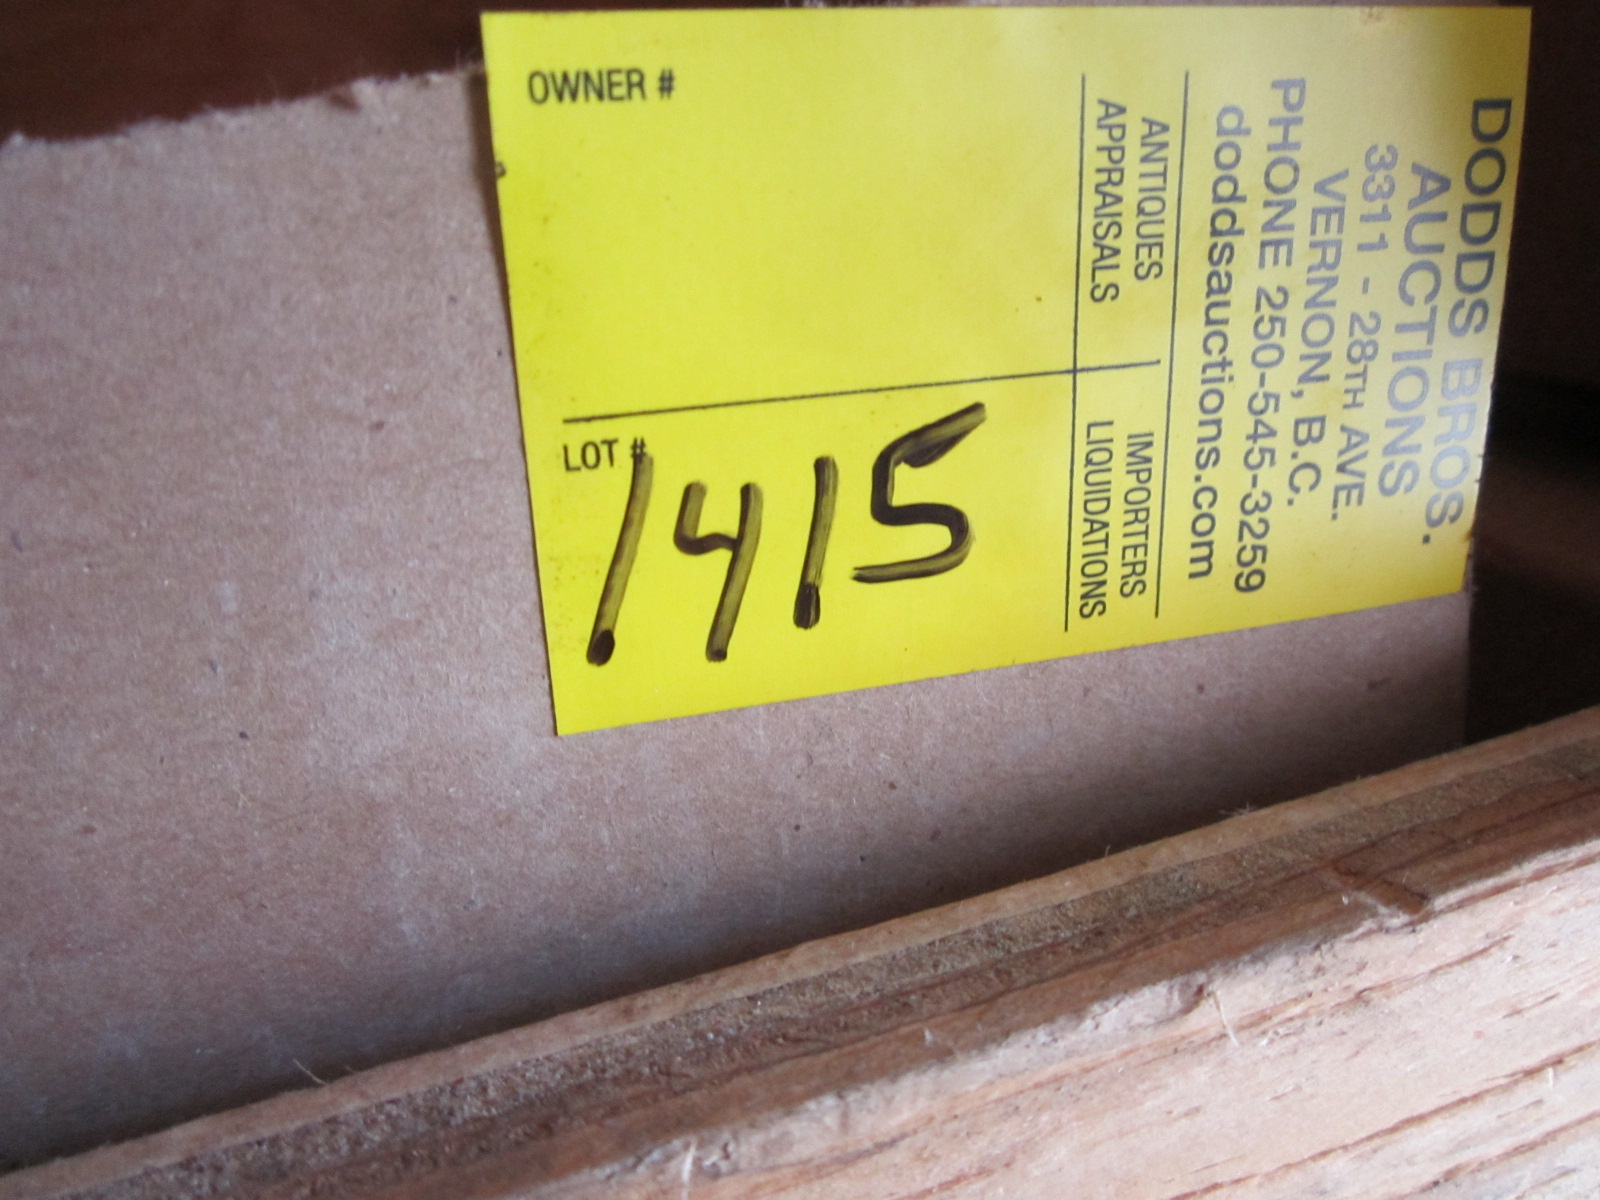 DODDS BROS.
AUCTIONS
3311 - 28TH AVE.
VERNON, B.C.
PHONE 250-545-3259
doddsauctions.com
ANTIQUES
APPRAISALS
IMPORTERS
LIQUIDATIONS
OWNER #
LOT #
1415